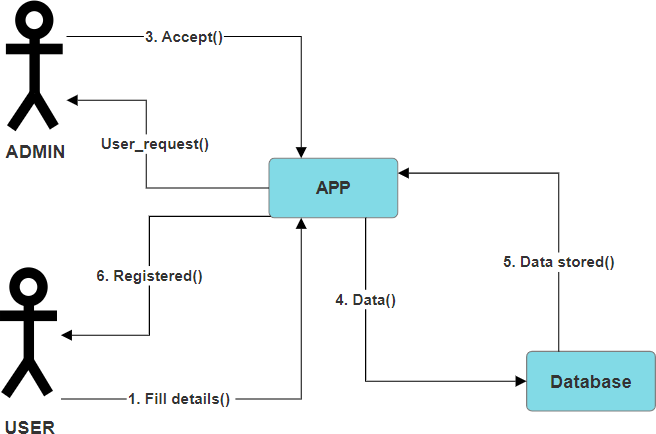 3. Accept()
ADMIN
User_request()
APP
6. Registered()
5. Data stored()
4. Data()
Database
1. Fill details()
USER